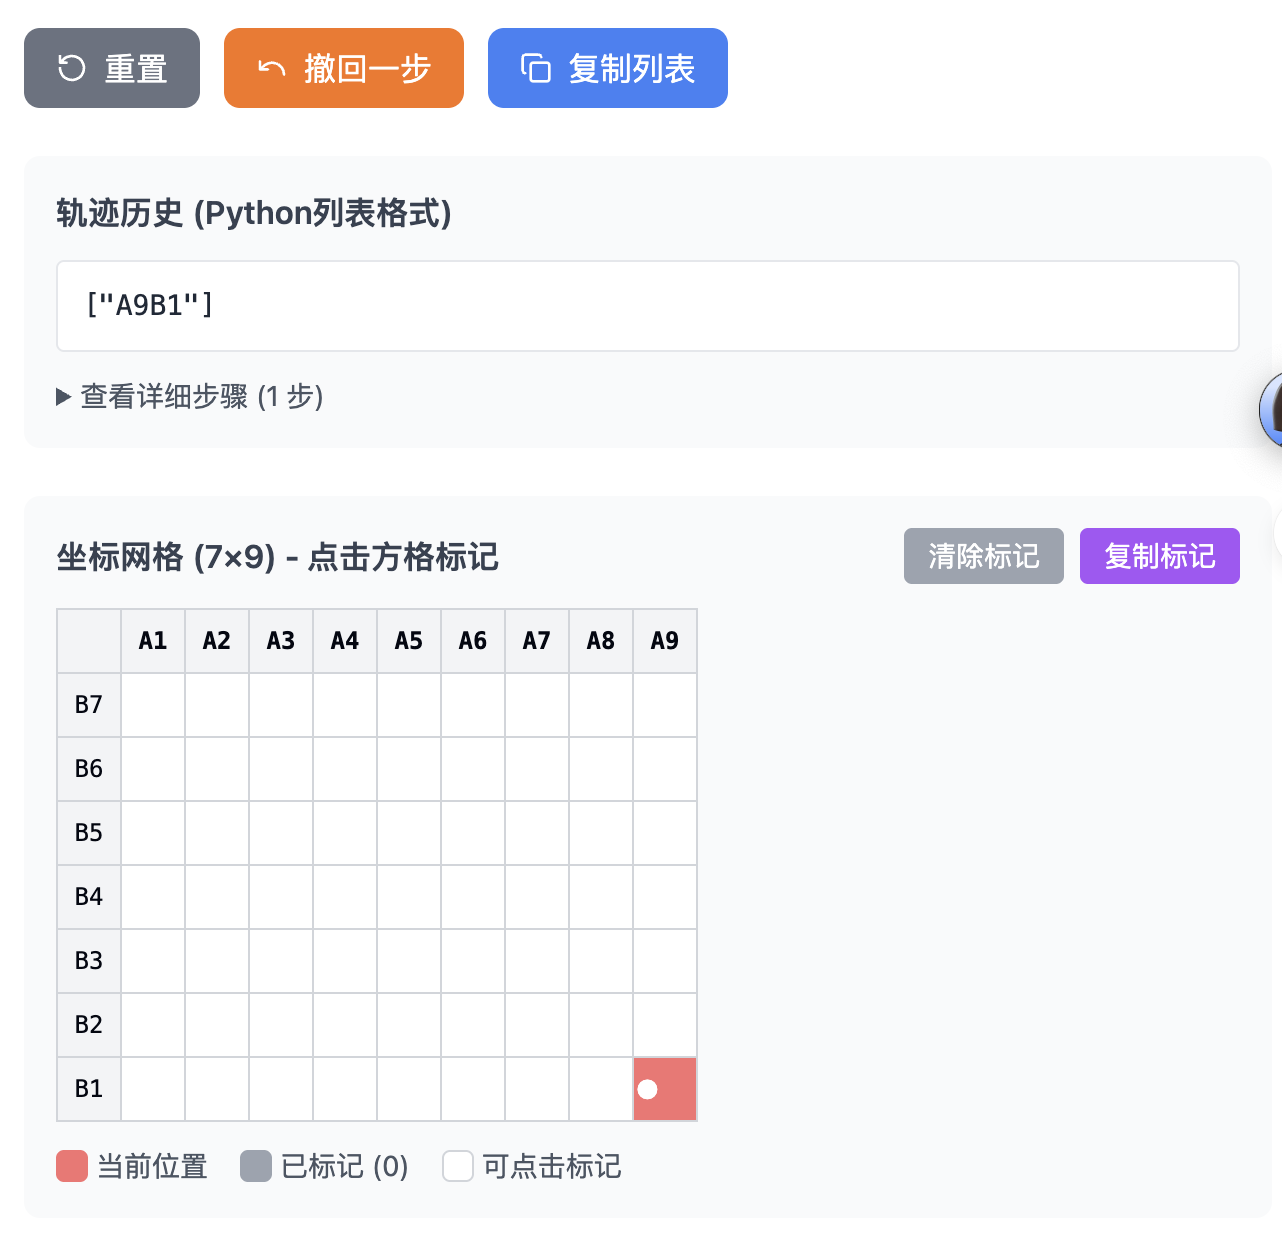 重置 撤回一步 复制列表
轨迹历史 (Python列表格式)
["A9B1"]
▶ 查看详细步骤 (1 步)
坐标网格 (7×9) - 点击方格标记 清除标记 复制标记
A1 A2 A3 A4 A5 A6 A7 A8 A9
B7
B6
B5
B4
B3
B2
B1
当前位置 已标记 (0) 可点击标记